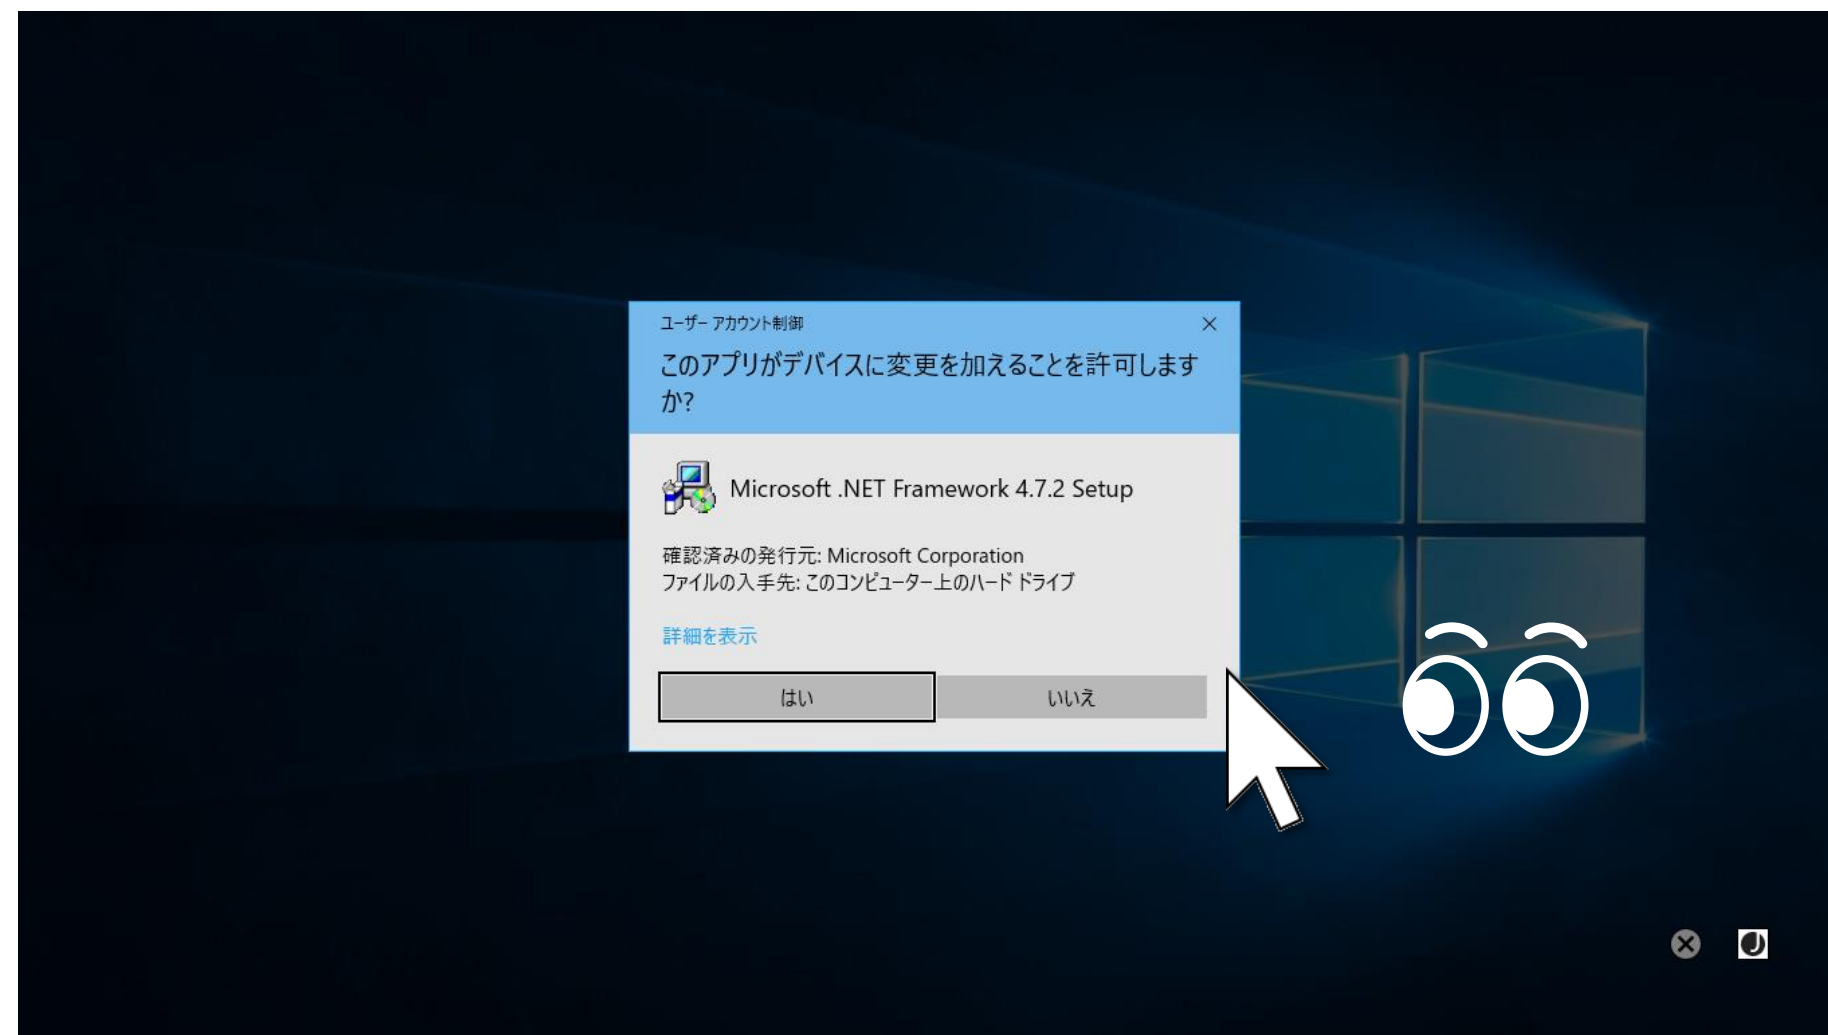 ユーザー アカウント制御
このアプリがデバイスに変更を加えることを許可します
か?
Microsoft .NET Framework 4.7.2 Setup
確認済みの発行元: Microsoft Corporation
ファイルの入手先: このコンピューター上のハード ドライブ
詳細を表示
はい いいえ
J